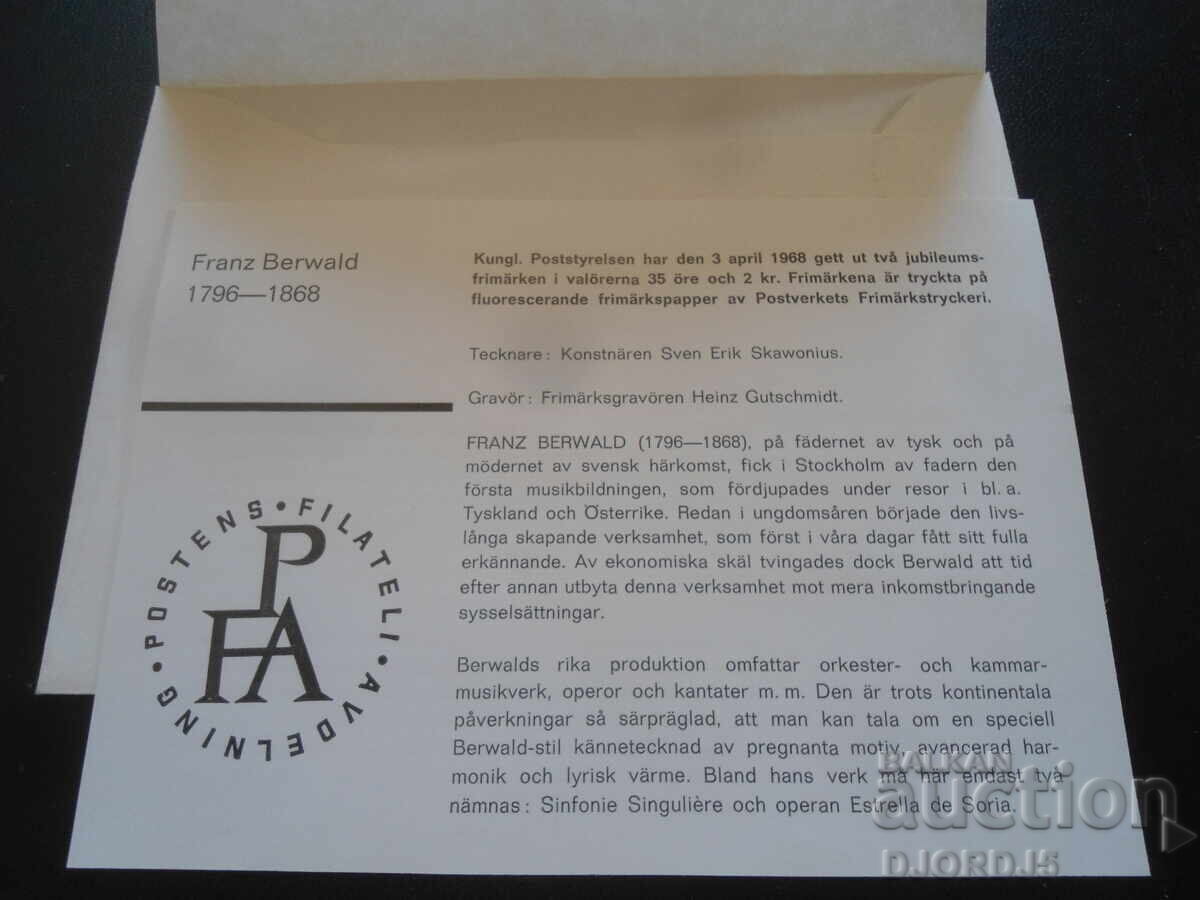 Franz Berwald
1796—1868
Kungl. Poststyrelsen har den 3 april 1968 gett ut två jubileums-
frimärken i valörerna 35 öre och 2 kr. Frimärkena är tryckta på
fluorescerande frimärkspapper av Postverkets Frimärkstryckeri.
Tecknare: Konstnären Sven Erik Skawonius.
Gravör: Frimärksgravören Heinz Gutschmidt.
FRANZ BERWALD (1796—1868), på fädernet av tysk och på
mödernet av svensk härkomst, fick i Stockholm av fadern den
första musikbildningen, som fördjupades under resor i bl. a.
Tyskland och Österrike. Redan i ungdomsåren började den livs-
långa skapande verksamhet, som först i våra dagar fått sitt fulla
erkännande. Av ekonomiska skäl tvingades dock Berwald att tid
efter annan utbyta denna verksamhet mot mera inkomstbringande
sysselsättningar.
Berwalds rika produktion omfattar orkester- och kammar-
musikverk, operor och kantater m. m. Den är trots kontinentala
påverkningar så särpräglad, att man kan tala om en speciell
Berwald-stil kännetecknad av pregnanta motiv, avancerad har-
monik och lyrisk värme. Bland hans verk må här endast två
nämnas: Sinfonie Singulière och operan Estrella de Soria.
POSTENS • FILATELI • AVDELNING •
P
FA
BALKAN
auction
DJORDJ5